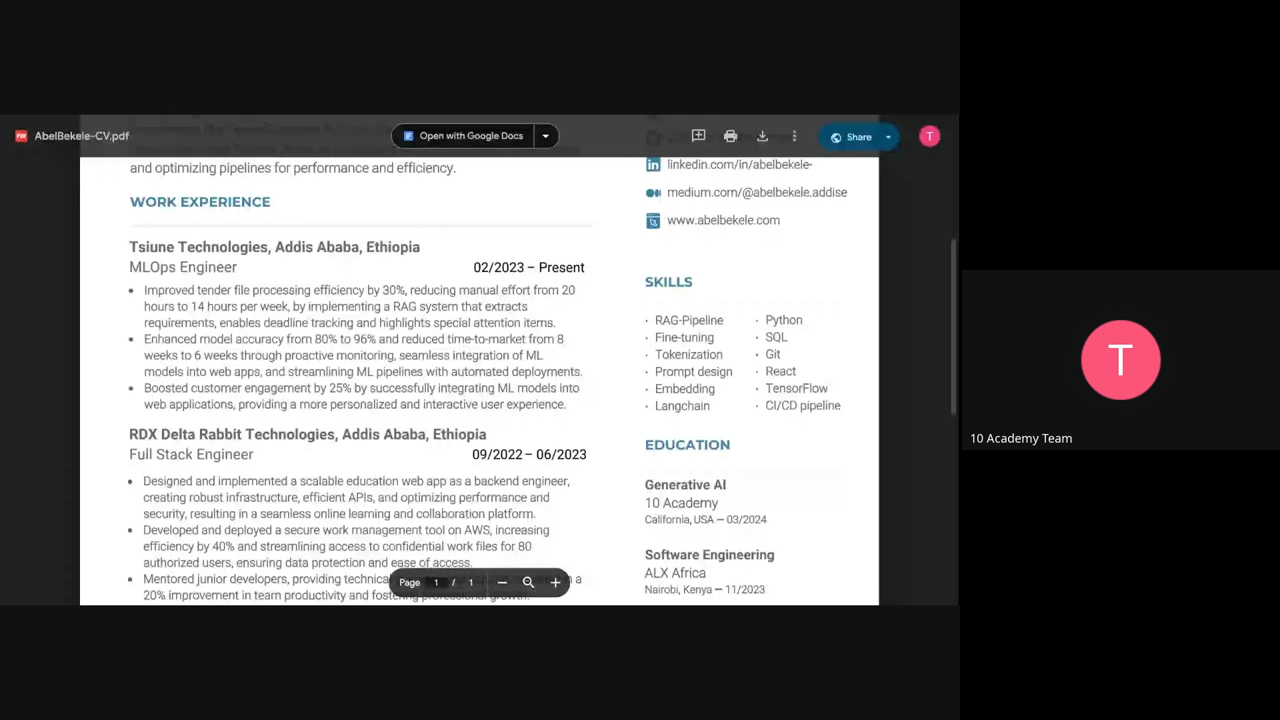 AbelBekele-CV.pdf
Open with Google Docs
Share
T
and optimizing pipelines for performance and efficiency.
WORK EXPERIENCE
Tsiune Technologies, Addis Ababa, Ethiopia
MLOps Engineer
02/2023 – Present
Improved tender file processing efficiency by 30%, reducing manual effort from 20
hours to 14 hours per week, by implementing a RAG system that extracts
requirements, enables deadline tracking and highlights special attention items.
Enhanced model accuracy from 80% to 96% and reduced time-to-market from 8
weeks to 6 weeks through proactive monitoring, seamless integration of ML
models into web apps, and streamlining ML pipelines with automated deployments.
Boosted customer engagement by 25% by successfully integrating ML models into
web applications, providing a more personalized and interactive user experience.
RDX Delta Rabbit Technologies, Addis Ababa, Ethiopia
Full Stack Engineer
09/2022 – 06/2023
Designed and implemented a scalable education web app as a backend engineer,
creating robust infrastructure, efficient APIs, and optimizing performance and
security, resulting in a seamless online learning and collaboration platform.
Developed and deployed a secure work management tool on AWS, increasing
efficiency by 40% and streamlining access to confidential work files for 80
authorized users, ensuring data protection and ease of access.
Mentored junior developers, providing technica a
20% improvement in team productivity and fostering professional growth.
Page 1 / 1
linkedin.com/in/abelbekele-
medium.com/@abelbekele.addise
www.abelbekele.com
SKILLS
· RAG-Pipeline
· Fine-tuning
· Tokenization
· Prompt design
· Embedding
· Langchain
· Python
· SQL
· Git
· React
· TensorFlow
· CI/CD pipeline
EDUCATION
Generative AI
10 Academy
California, USA — 03/2024
Software Engineering
ALX Africa
Nairobi, Kenya — 11/2023
T
10 Academy Team